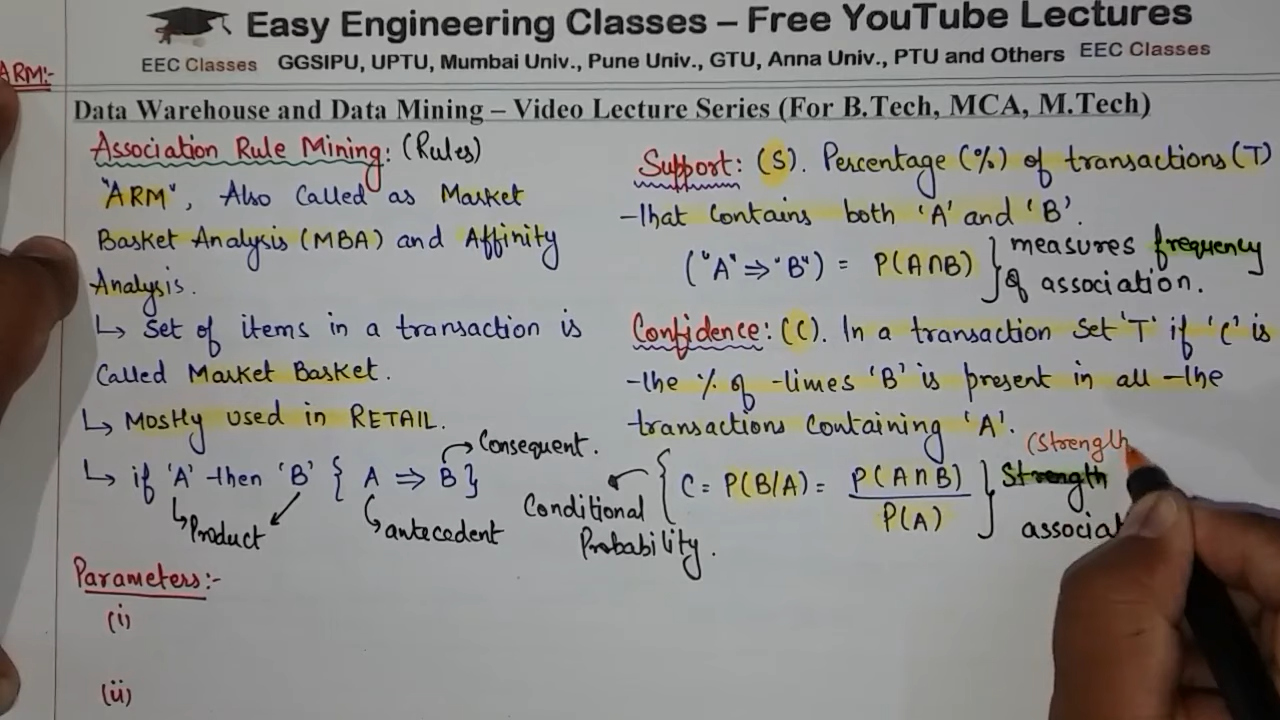 Easy Engineering Classes – Free YouTube Lectures
EEC Classes GGSIPU, UPTU, Mumbai Univ., Pune Univ., GTU, Anna Univ., PTU and Others EEC Classes
ARM:-
Data Warehouse and Data Mining – Video Lecture Series (For B.Tech, MCA, M.Tech)
Association Rule Mining: (Rules)
"ARM", Also Called as Market
Basket Analysis (MBA) and Affinity
Analysis.
↳ Set of items in a transaction is
Called Market Basket.
↳ Mostly used in RETAIL.
↳ if 'A' then 'B' { A ⇒ B }
Consequent.
Product
antecedent
Parameters:-
(i)
(ii)
Support: (S). Percentage (%) of transactions (T)
that contains both 'A' and 'B'.
("A" ⇒ "B") = P(A∩B) } measures frequency
of association.
Confidence: (C). In a transaction Set 'T' if 'C' is
the % of times 'B' is present in all the
transactions containing 'A'.
(Strength
{ C = P(B/A) = P(A∩B) } Strength
P(A)
associat
Conditional
Probability.